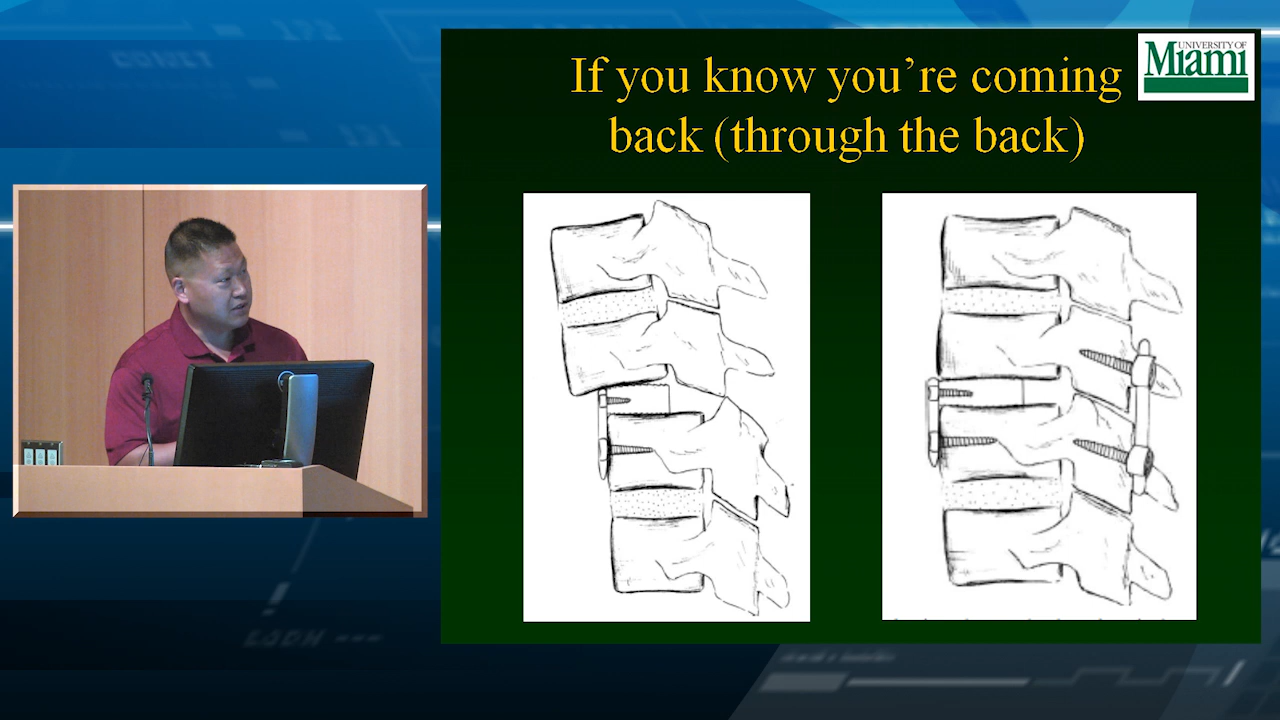 If you know you're coming
back (through the back)
UNIVERSITY OF
Miami